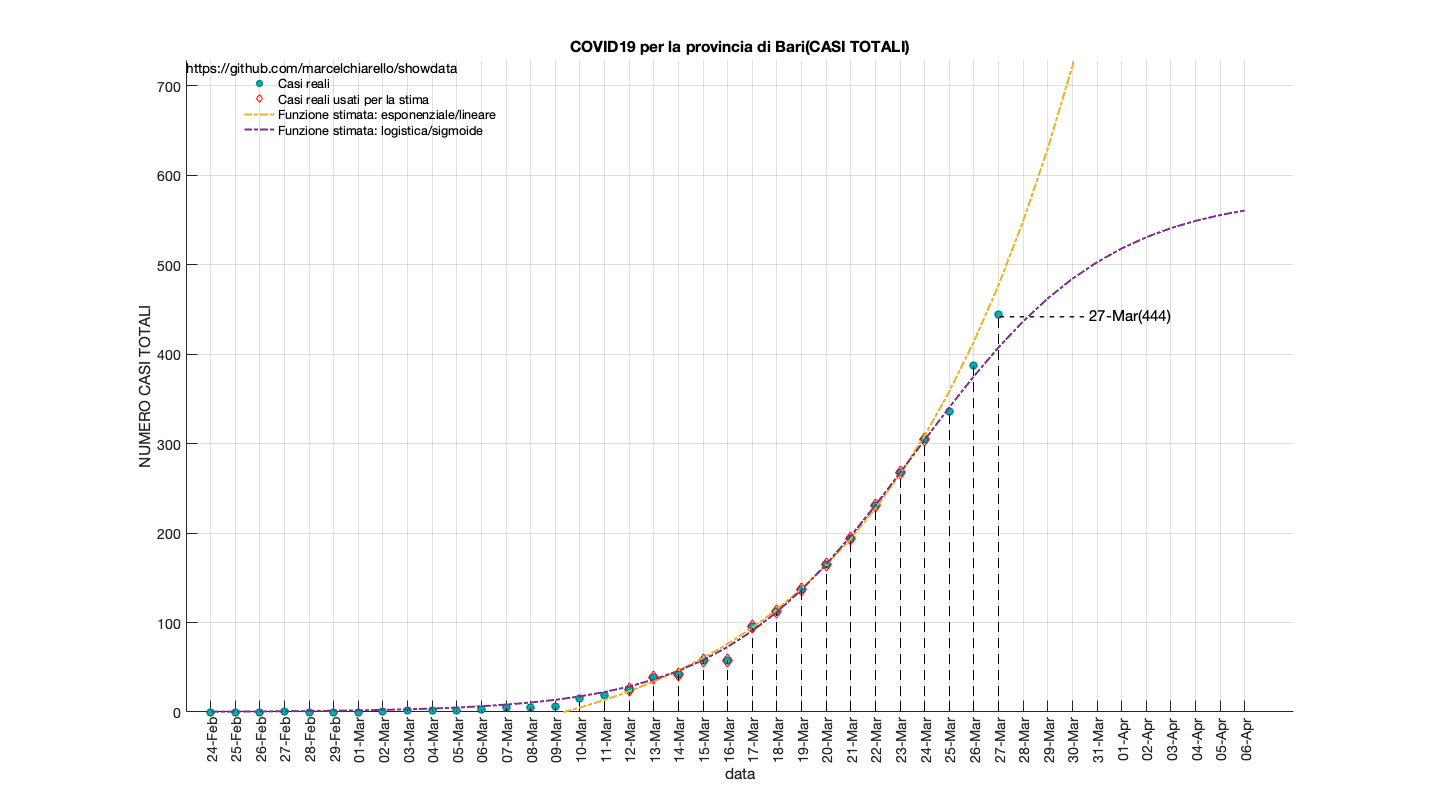 COVID19 per la provincia di Bari(CASI TOTALI)
https://github.com/marcelchiarello/showdata
Casi reali
Casi reali usati per la stima
Funzione stimata: esponenziale/lineare
Funzione stimata: logistica/sigmoide
NUMERO CASI TOTALI
700
600
500
400
300
200
100
0
27-Mar(444)
24-Feb
25-Feb
26-Feb
27-Feb
28-Feb
29-Feb
01-Mar
02-Mar
03-Mar
04-Mar
05-Mar
06-Mar
07-Mar
08-Mar
09-Mar
10-Mar
11-Mar
12-Mar
13-Mar
14-Mar
15-Mar
16-Mar
17-Mar
18-Mar
19-Mar
20-Mar
21-Mar
22-Mar
23-Mar
24-Mar
25-Mar
26-Mar
27-Mar
28-Mar
29-Mar
30-Mar
31-Mar
01-Apr
02-Apr
03-Apr
04-Apr
05-Apr
06-Apr
data